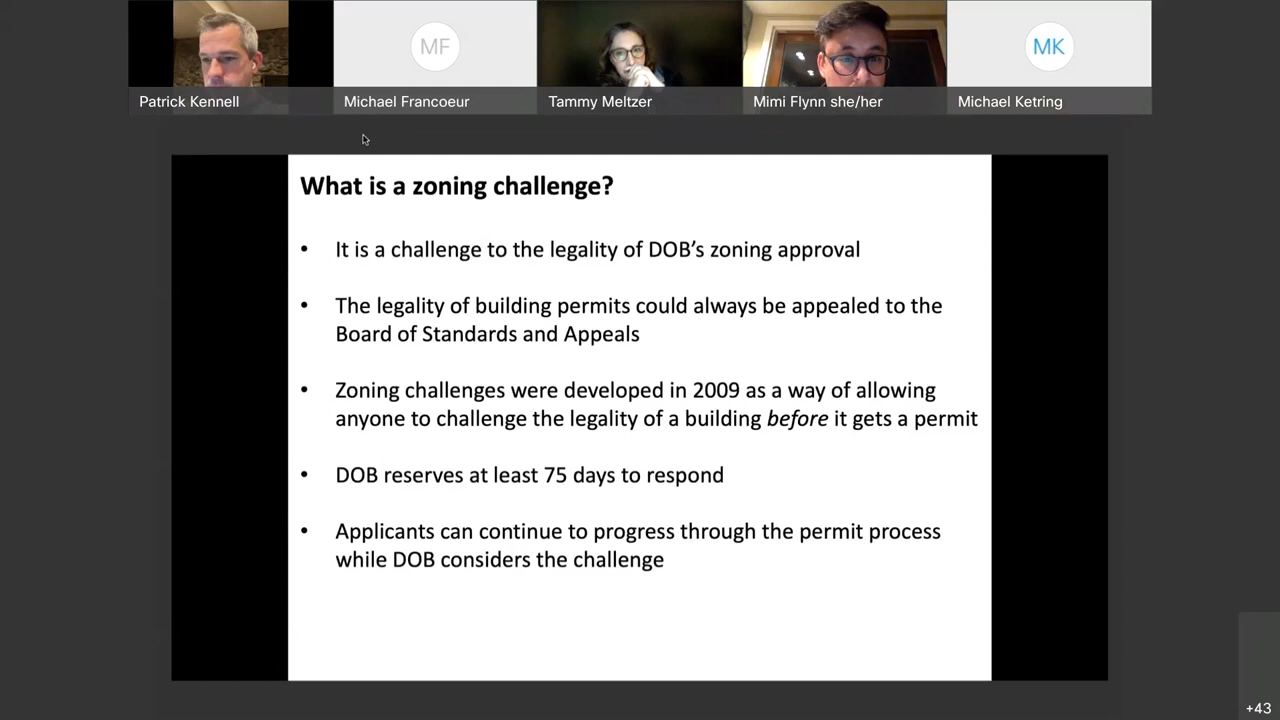 MF
MK
Patrick Kennell
Michael Francoeur
Tammy Meltzer
Mimi Flynn she/her
Michael Ketring
What is a zoning challenge?
• It is a challenge to the legality of DOB's zoning approval
• The legality of building permits could always be appealed to the
Board of Standards and Appeals
• Zoning challenges were developed in 2009 as a way of allowing
anyone to challenge the legality of a building before it gets a permit
• DOB reserves at least 75 days to respond
• Applicants can continue to progress through the permit process
while DOB considers the challenge
+43